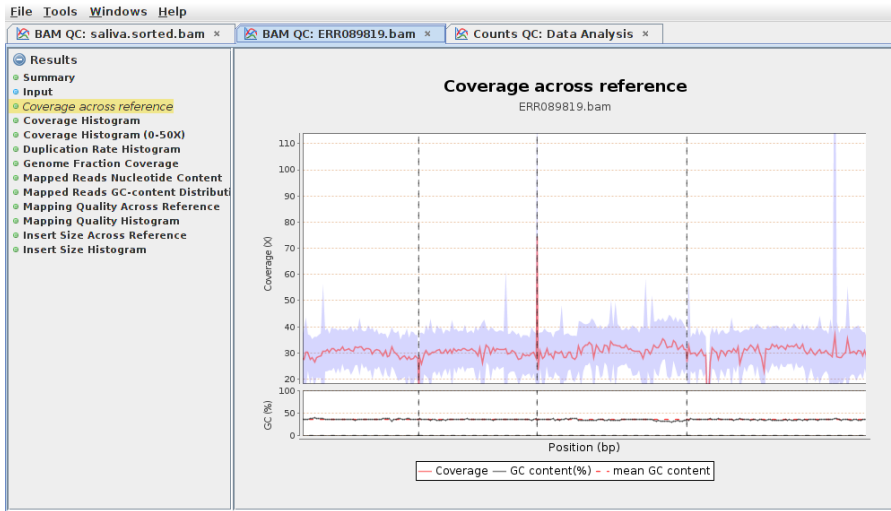 File Tools Windows Help
BAM QC: saliva.sorted.bam × BAM QC: ERR089819.bam × Counts QC: Data Analysis ×
Results
Summary
Input
Coverage across reference
Coverage Histogram
Coverage Histogram (0-50X)
Duplication Rate Histogram
Genome Fraction Coverage
Mapped Reads Nucleotide Content
Mapped Reads GC-content Distributi
Mapping Quality Across Reference
Mapping Quality Histogram
Insert Size Across Reference
Insert Size Histogram
Coverage across reference
ERR089819.bam
Coverage (X)
110
100
90
80
70
60
50
40
30
20
GC (%)
100
50
0
Position (bp)
Coverage GC content(%) mean GC content